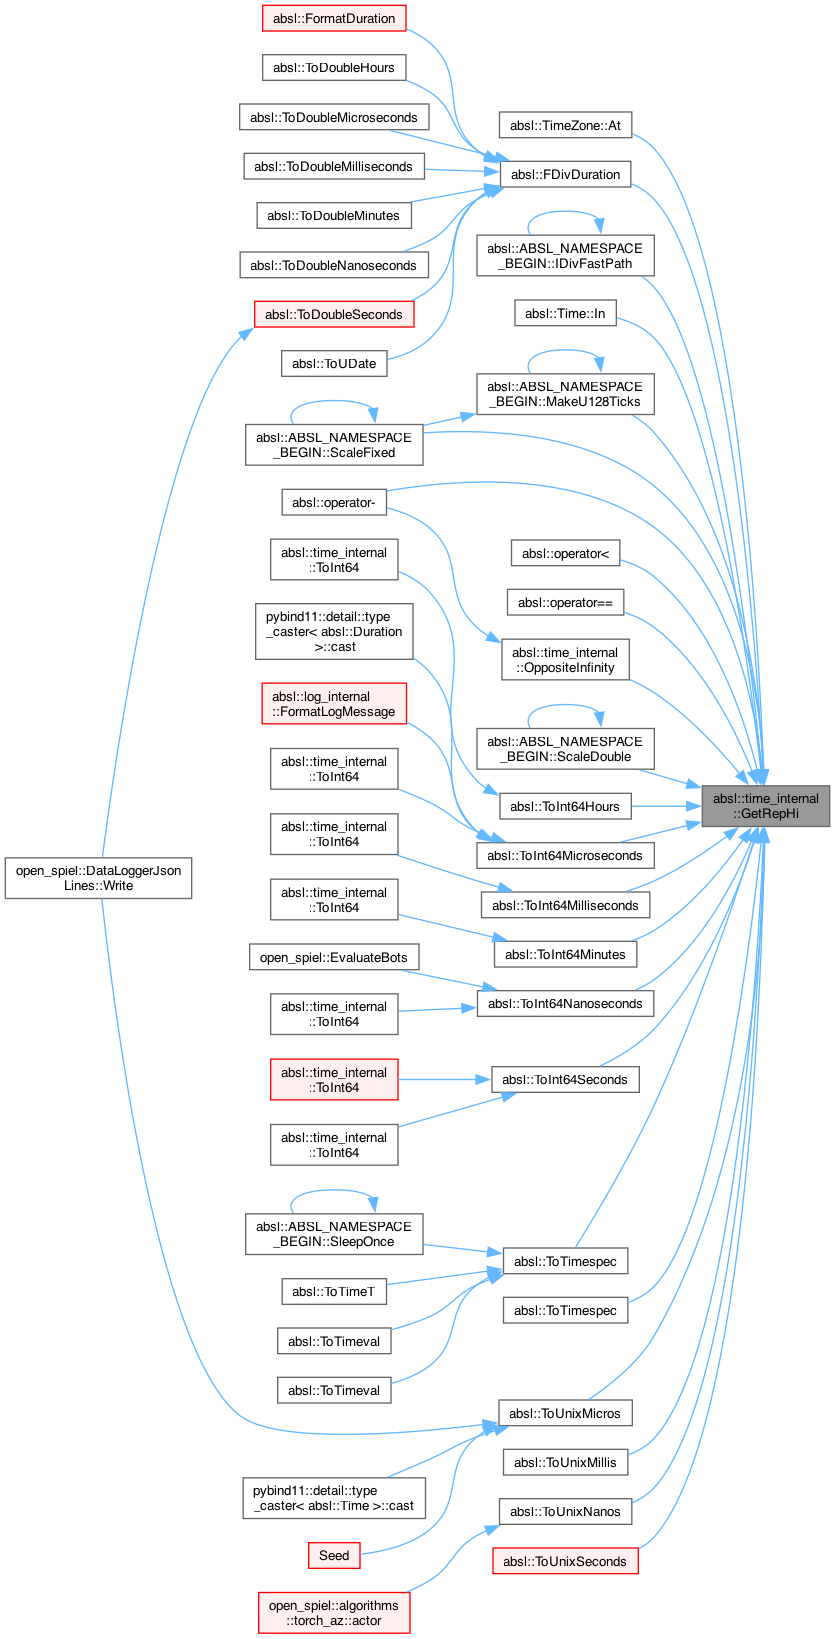 absl::FormatDuration
absl::ToDoubleHours
absl::ToDoubleMicroseconds
absl::TimeZone::At
absl::ToDoubleMilliseconds
absl::FDivDuration
absl::ToDoubleMinutes
absl::ABSL_NAMESPACE
_BEGIN::IDivFastPath
absl::ToDoubleNanoseconds
absl::ToDoubleSeconds
absl::Time::In
absl::ToUDate
absl::ABSL_NAMESPACE
_BEGIN::MakeU128Ticks
absl::ABSL_NAMESPACE
_BEGIN::ScaleFixed
absl::operator-
absl::time_internal
::ToInt64
absl::operator<
absl::operator==
pybind11::detail::type
_caster< absl::Duration
>::cast
absl::time_internal
::OppositeInfinity
absl::log_internal
::FormatLogMessage
absl::ABSL_NAMESPACE
_BEGIN::ScaleDouble
absl::time_internal
::ToInt64
absl::time_internal
::GetRepHi
absl::ToInt64Hours
absl::time_internal
::ToInt64
absl::ToInt64Microseconds
open_spiel::DataLoggerJson
Lines::Write
absl::time_internal
::ToInt64
absl::ToInt64Milliseconds
absl::ToInt64Minutes
open_spiel::EvaluateBots
absl::ToInt64Nanoseconds
absl::time_internal
::ToInt64
absl::time_internal
::ToInt64
absl::ToInt64Seconds
absl::time_internal
::ToInt64
absl::ABSL_NAMESPACE
_BEGIN::SleepOnce
absl::ToTimespec
absl::ToTimeT
absl::ToTimespec
absl::ToTimeval
absl::ToTimeval
absl::ToUnixMicros
absl::ToUnixMillis
pybind11::detail::type
_caster< absl::Time >::cast
absl::ToUnixNanos
Seed
absl::ToUnixSeconds
open_spiel::algorithms
::torch_az::actor